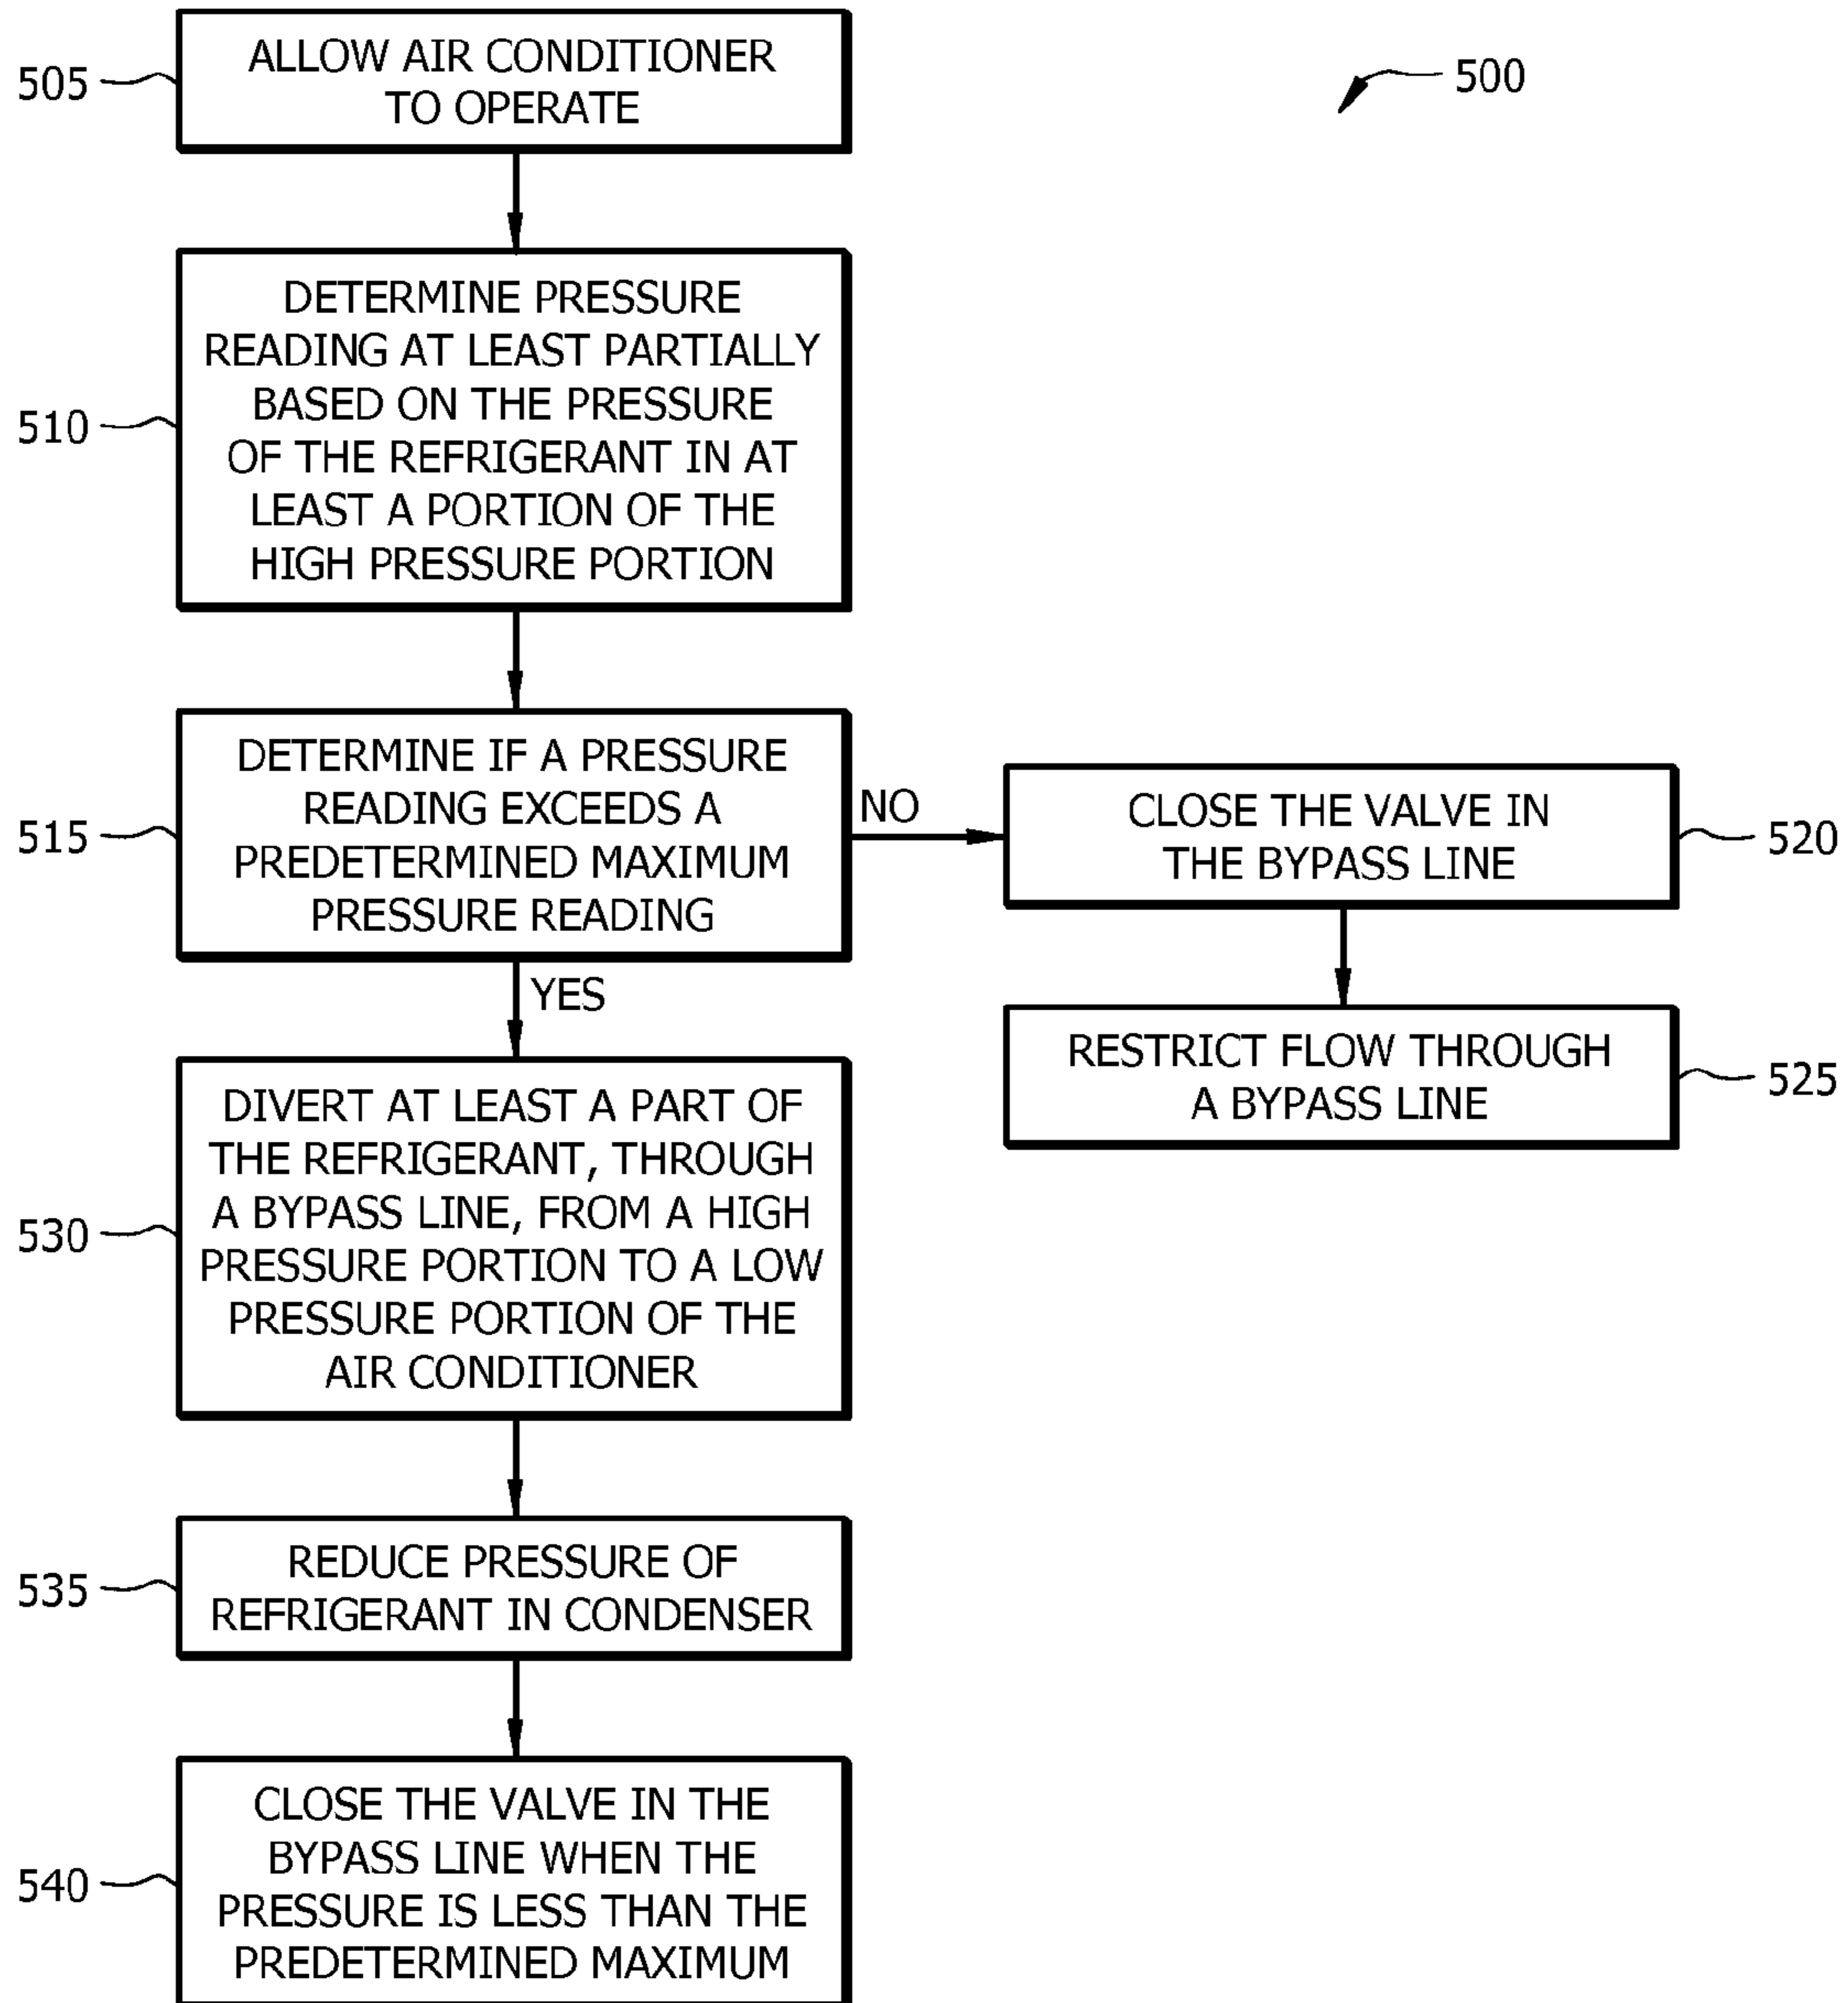 500
505
ALLOW AIR CONDITIONER
TO OPERATE
510
DETERMINE PRESSURE
READING AT LEAST PARTIALLY
BASED ON THE PRESSURE
OF THE REFRIGERANT IN AT
LEAST A PORTION OF THE
HIGH PRESSURE PORTION
515
DETERMINE IF A PRESSURE
READING EXCEEDS A
PREDETERMINED MAXIMUM
PRESSURE READING
NO
CLOSE THE VALVE IN
THE BYPASS LINE
520
RESTRICT FLOW THROUGH
A BYPASS LINE
525
YES
530
DIVERT AT LEAST A PART OF
THE REFRIGERANT, THROUGH
A BYPASS LINE, FROM A HIGH
PRESSURE PORTION TO A LOW
PRESSURE PORTION OF THE
AIR CONDITIONER
535
REDUCE PRESSURE OF
REFRIGERANT IN CONDENSER
540
CLOSE THE VALVE IN THE
BYPASS LINE WHEN THE
PRESSURE IS LESS THAN THE
PREDETERMINED MAXIMUM